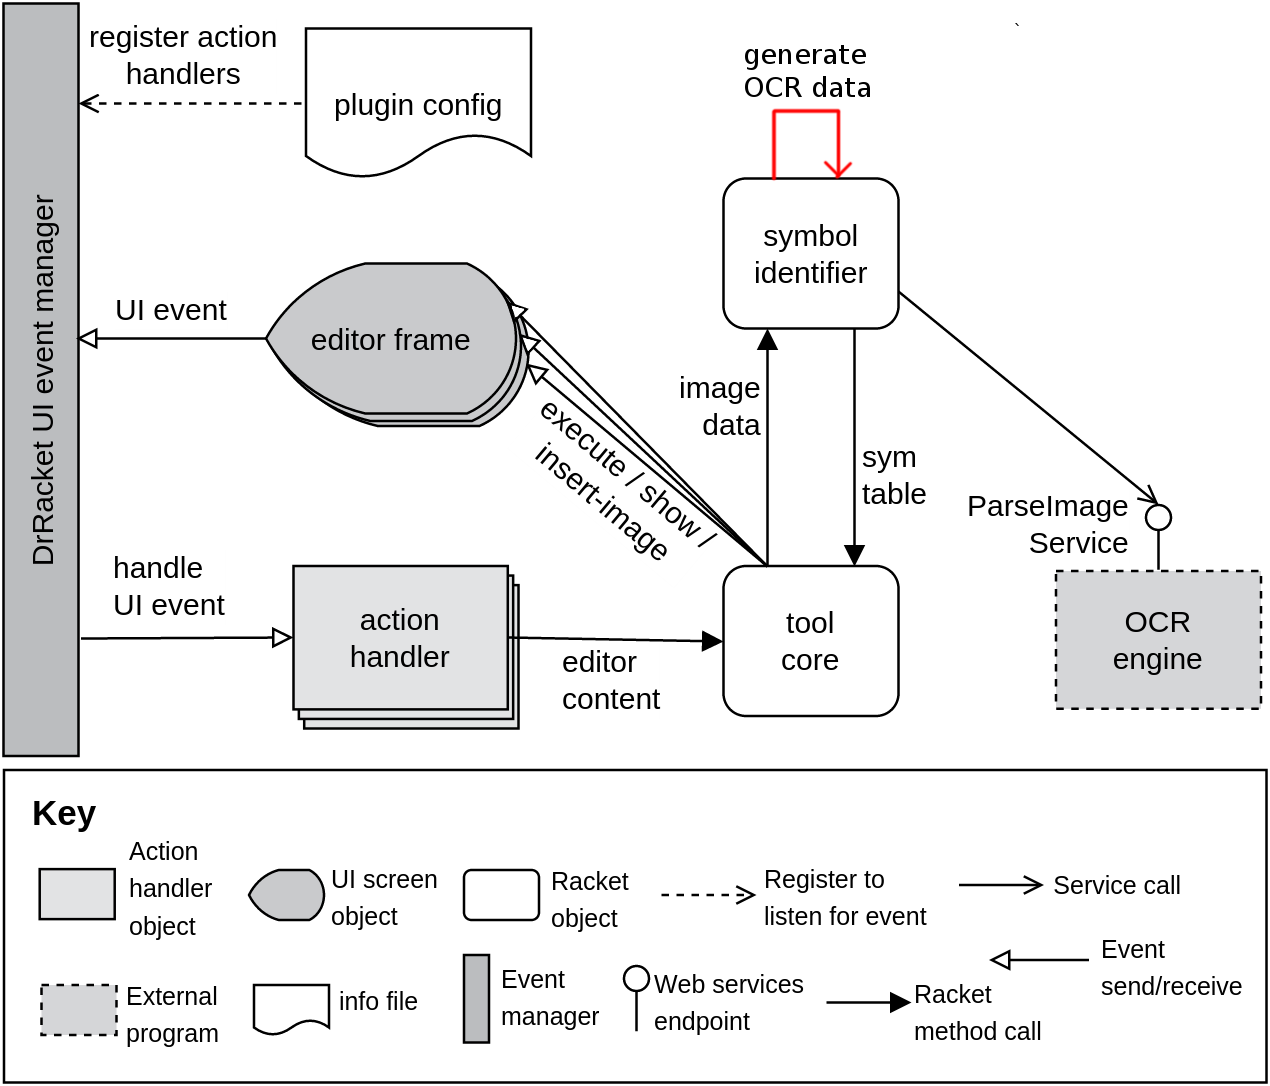 register action
handlers
plugin config
generate
OCR data
`
symbol
identifier
DrRacket UI event manager
UI event
editor frame
execute / show /
insert-image
image
data
sym
table
ParseImage
Service
handle
UI event
action
handler
editor
content
tool
core
OCR
engine
Key
Action
handler
object
UI screen
object
Racket
object
Register to
listen for event
Service call
External
program
info file
Event
manager
Web services
endpoint
Racket
method call
Event
send/receive